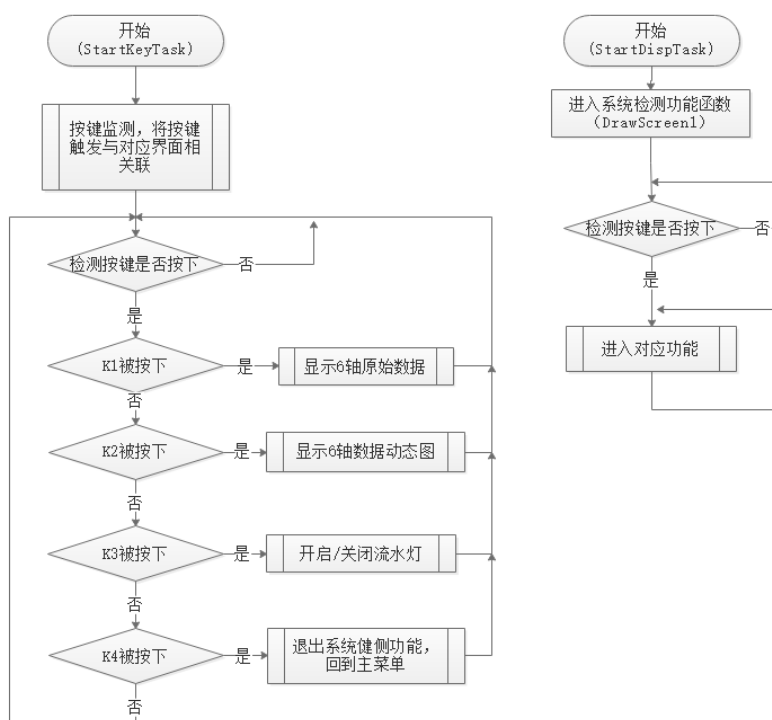 开始
(StartKeyTask)
按键监测，将按键
触发与对应界面相
关联
检测按键是否按下
否
是
K1被按下
是
显示6轴原始数据
否
K2被按下
是
显示6轴数据动态图
否
K3被按下
是
开启/关闭流水灯
否
K4被按下
是
退出系统健侧功能，
回到主菜单
否
开始
(StartDispTask)
进入系统检测功能函数
(DrawScreen1)
检测按键是否按下
否
是
进入对应功能